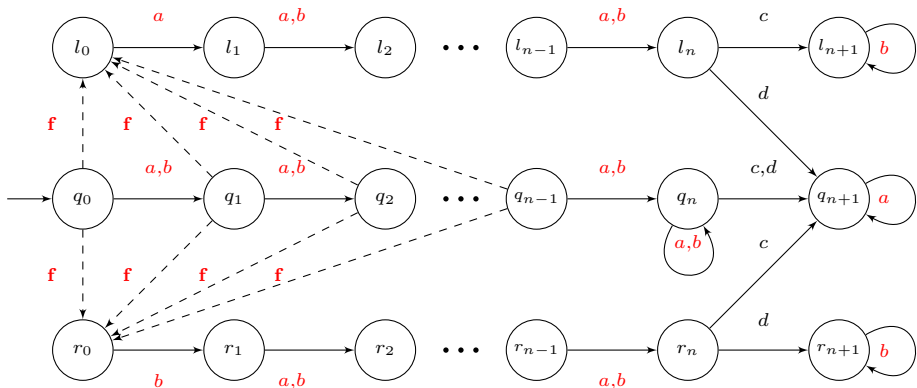 a a,b a,b c
l₀ l₁ l₂ ••• lₙ₋₁ lₙ lₙ₊₁ b
d
f f f f
a,b a,b a,b c,d
q₀ q₁ q₂ ••• qₙ₋₁ qₙ qₙ₊₁ a
a,b c
f f f f
d
r₀ r₁ r₂ ••• rₙ₋₁ rₙ rₙ₊₁ b
b a,b a,b